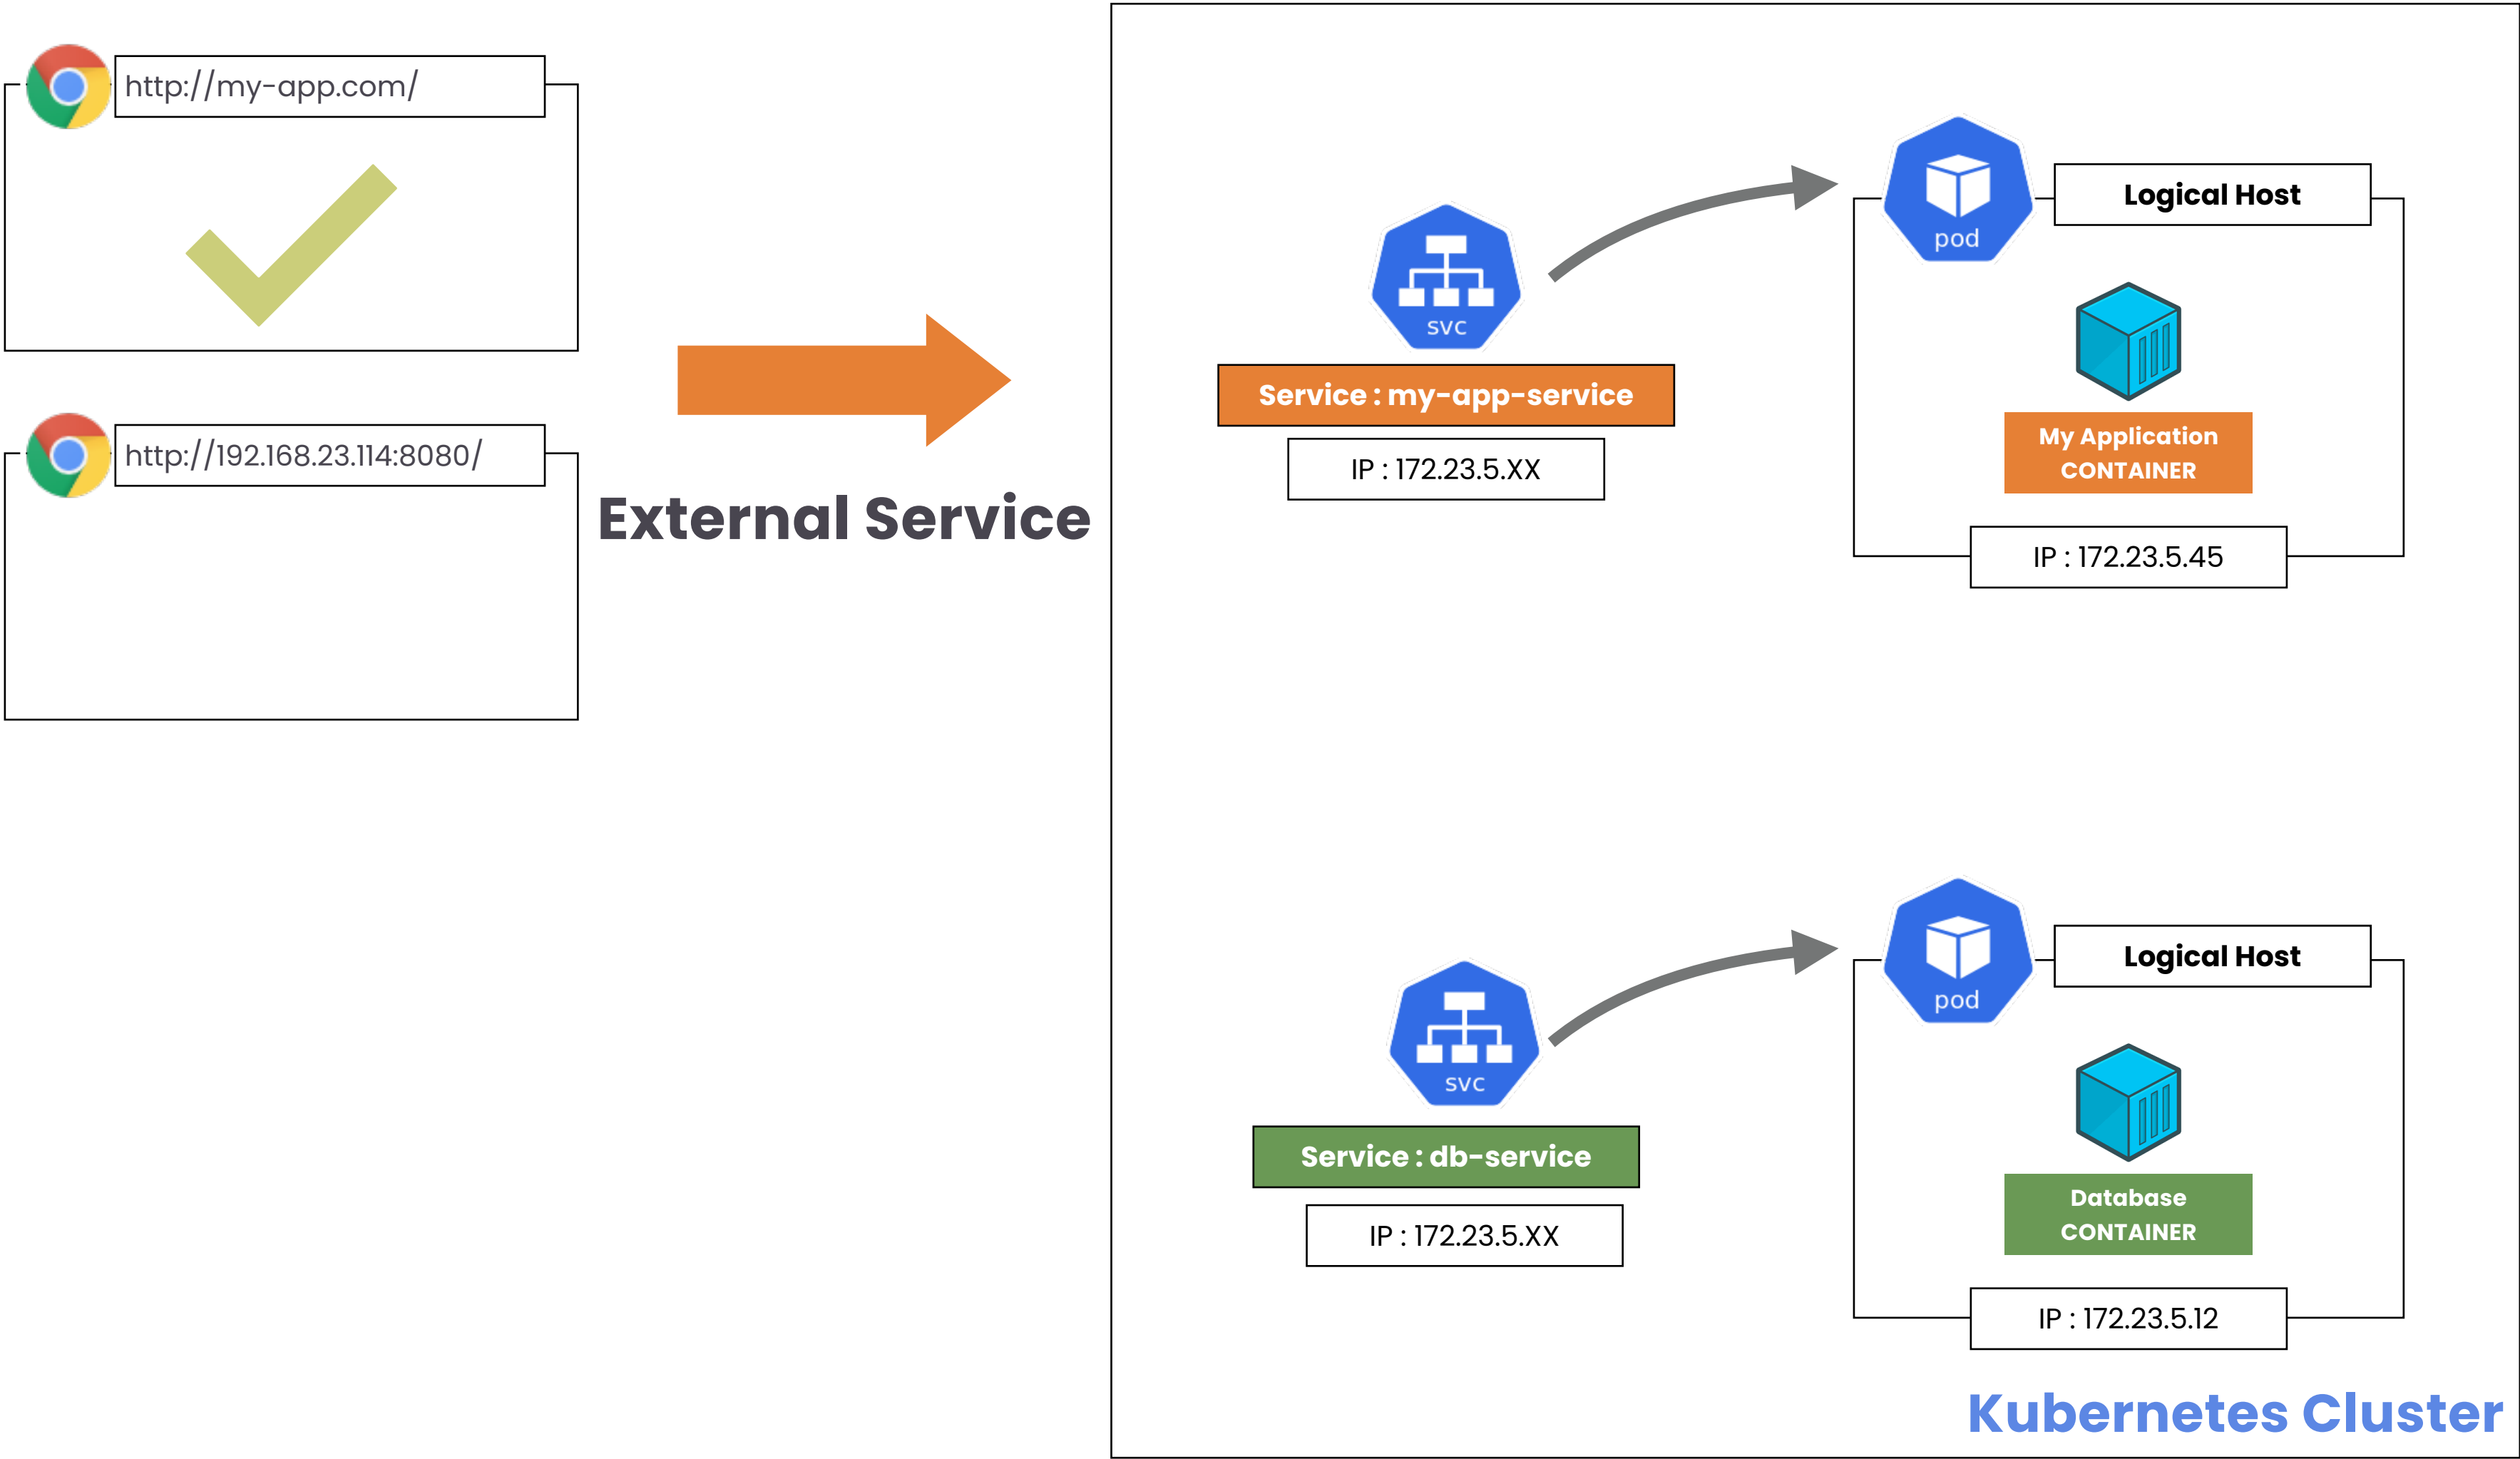 http://my-app.com/
http://192.168.23.114:8080/
External Service
svc
Service : my-app-service
IP : 172.23.5.XX
pod
Logical Host
My Application
CONTAINER
IP : 172.23.5.45
svc
Service : db-service
IP : 172.23.5.XX
pod
Logical Host
Database
CONTAINER
IP : 172.23.5.12
Kubernetes Cluster